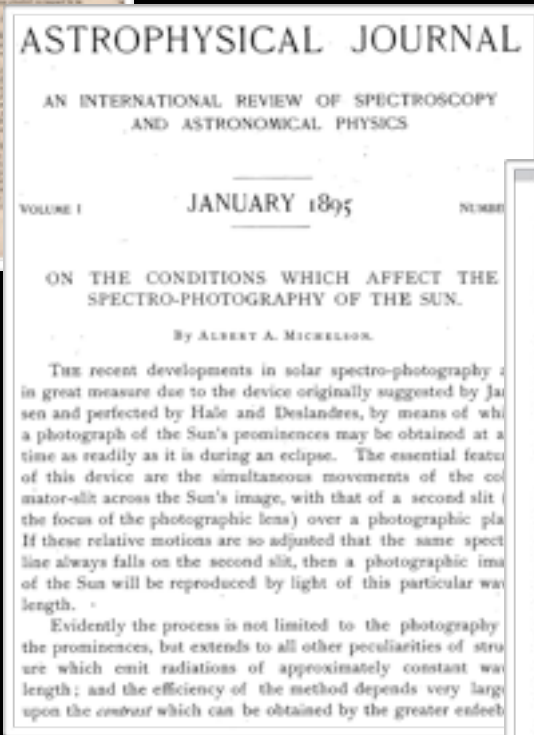 ASTROPHYSICAL JOURNAL
AN INTERNATIONAL REVIEW OF SPECTROSCOPY
AND ASTRONOMICAL PHYSICS
VOLUME I JANUARY 1895 NUMBE
ON THE CONDITIONS WHICH AFFECT THE
SPECTRO-PHOTOGRAPHY OF THE SUN.
By ALBERT A. MICHELSON.
THE recent developments in solar spectro-photography a
in great measure due to the device originally suggested by Jan
sen and perfected by Hale and Deslandres, by means of whi
a photograph of the Sun's prominences may be obtained at a
time as readily as it is during an eclipse. The essential featu
of this device are the simultaneous movements of the col
mator-slit across the Sun's image, with that of a second slit (
the focus of the photographic lens) over a photographic pla
If these relative motions are so adjusted that the same spect
line always falls on the second slit, then a photographic ima
of the Sun will be reproduced by light of this particular wav
length.
Evidently the process is not limited to the photography
the prominences, but extends to all other peculiarities of stru
ure which emit radiations of approximately constant wav
length; and the efficiency of the method depends very large
upon the contrast which can be obtained by the greater enfeeb